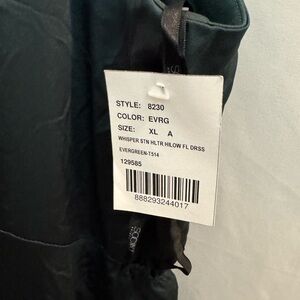 STYLE: 8230
COLOR: EVRG
SIZE: XL A
WHISPER STN HLTR HILOW FL DRSS
EVERGREEN-T514
129585
888293244017